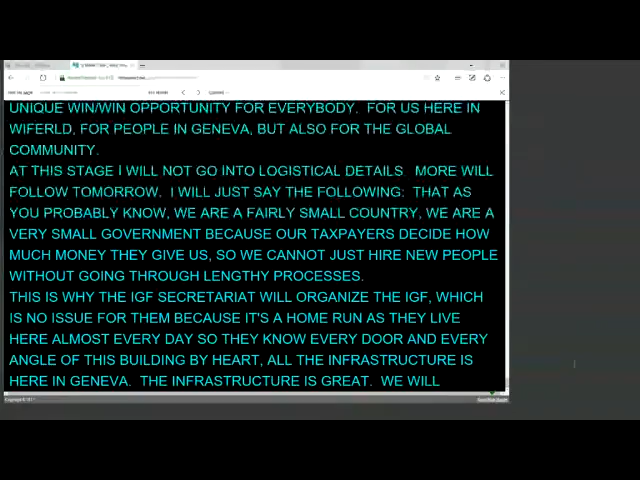 UNIQUE WIN/WIN OPPORTUNITY FOR EVERYBODY.  FOR US HERE IN
WIFERLD, FOR PEOPLE IN GENEVA, BUT ALSO FOR THE GLOBAL
COMMUNITY.
AT THIS STAGE I WILL NOT GO INTO LOGISTICAL DETAILS   MORE WILL
FOLLOW TOMORROW.  I WILL JUST SAY THE FOLLOWING:  THAT AS
YOU PROBABLY KNOW, WE ARE A FAIRLY SMALL COUNTRY, WE ARE A
VERY SMALL GOVERNMENT BECAUSE OUR TAXPAYERS DECIDE HOW
MUCH MONEY THEY GIVE US, SO WE CANNOT JUST HIRE NEW PEOPLE
WITHOUT GOING THROUGH LENGTHY PROCESSES.
THIS IS WHY THE IGF SECRETARIAT WILL ORGANIZE THE IGF, WHICH
IS NO ISSUE FOR THEM BECAUSE IT'S A HOME RUN AS THEY LIVE
HERE ALMOST EVERY DAY SO THEY KNOW EVERY DOOR AND EVERY
ANGLE OF THIS BUILDING BY HEART, ALL THE INFRASTRUCTURE IS
HERE IN GENEVA.  THE INFRASTRUCTURE IS GREAT.  WE WILL